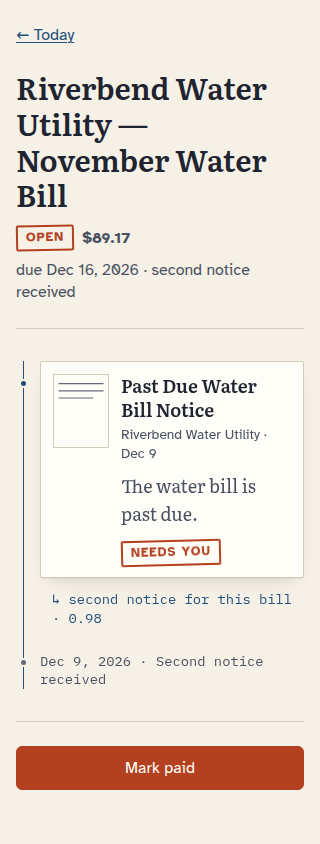 ← Today
Riverbend Water
Utility —
November Water
Bill
OPEN $89.17
due Dec 16, 2026 · second notice
received
Past Due Water
Bill Notice
Riverbend Water Utility ·
Dec 9
The water bill is
past due.
NEEDS YOU
↳ second notice for this bill
· 0.98
Dec 9, 2026 · Second notice
received
Mark paid